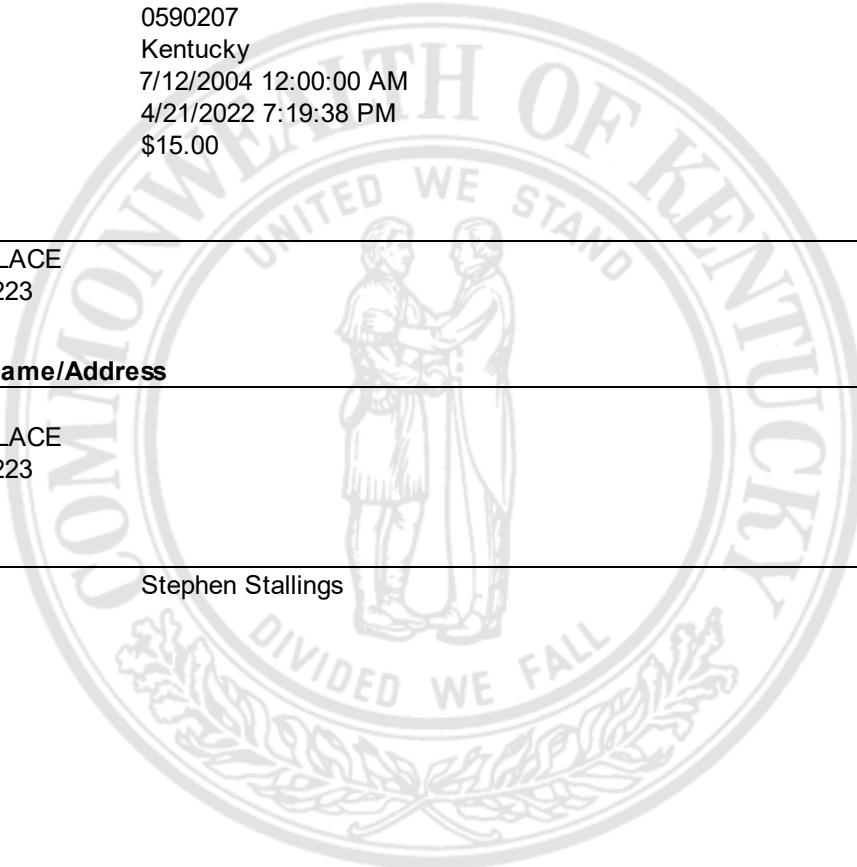 0590207
Kentucky
7/12/2004 12:00:00 AM
4/21/2022 7:19:38 PM
$15.00
COMMONWEALTH OF KENTUCKY
UNITED WE STAND
LACE
223
ame/Address
LACE
223
Stephen Stallings
DIVIDED WE FALL